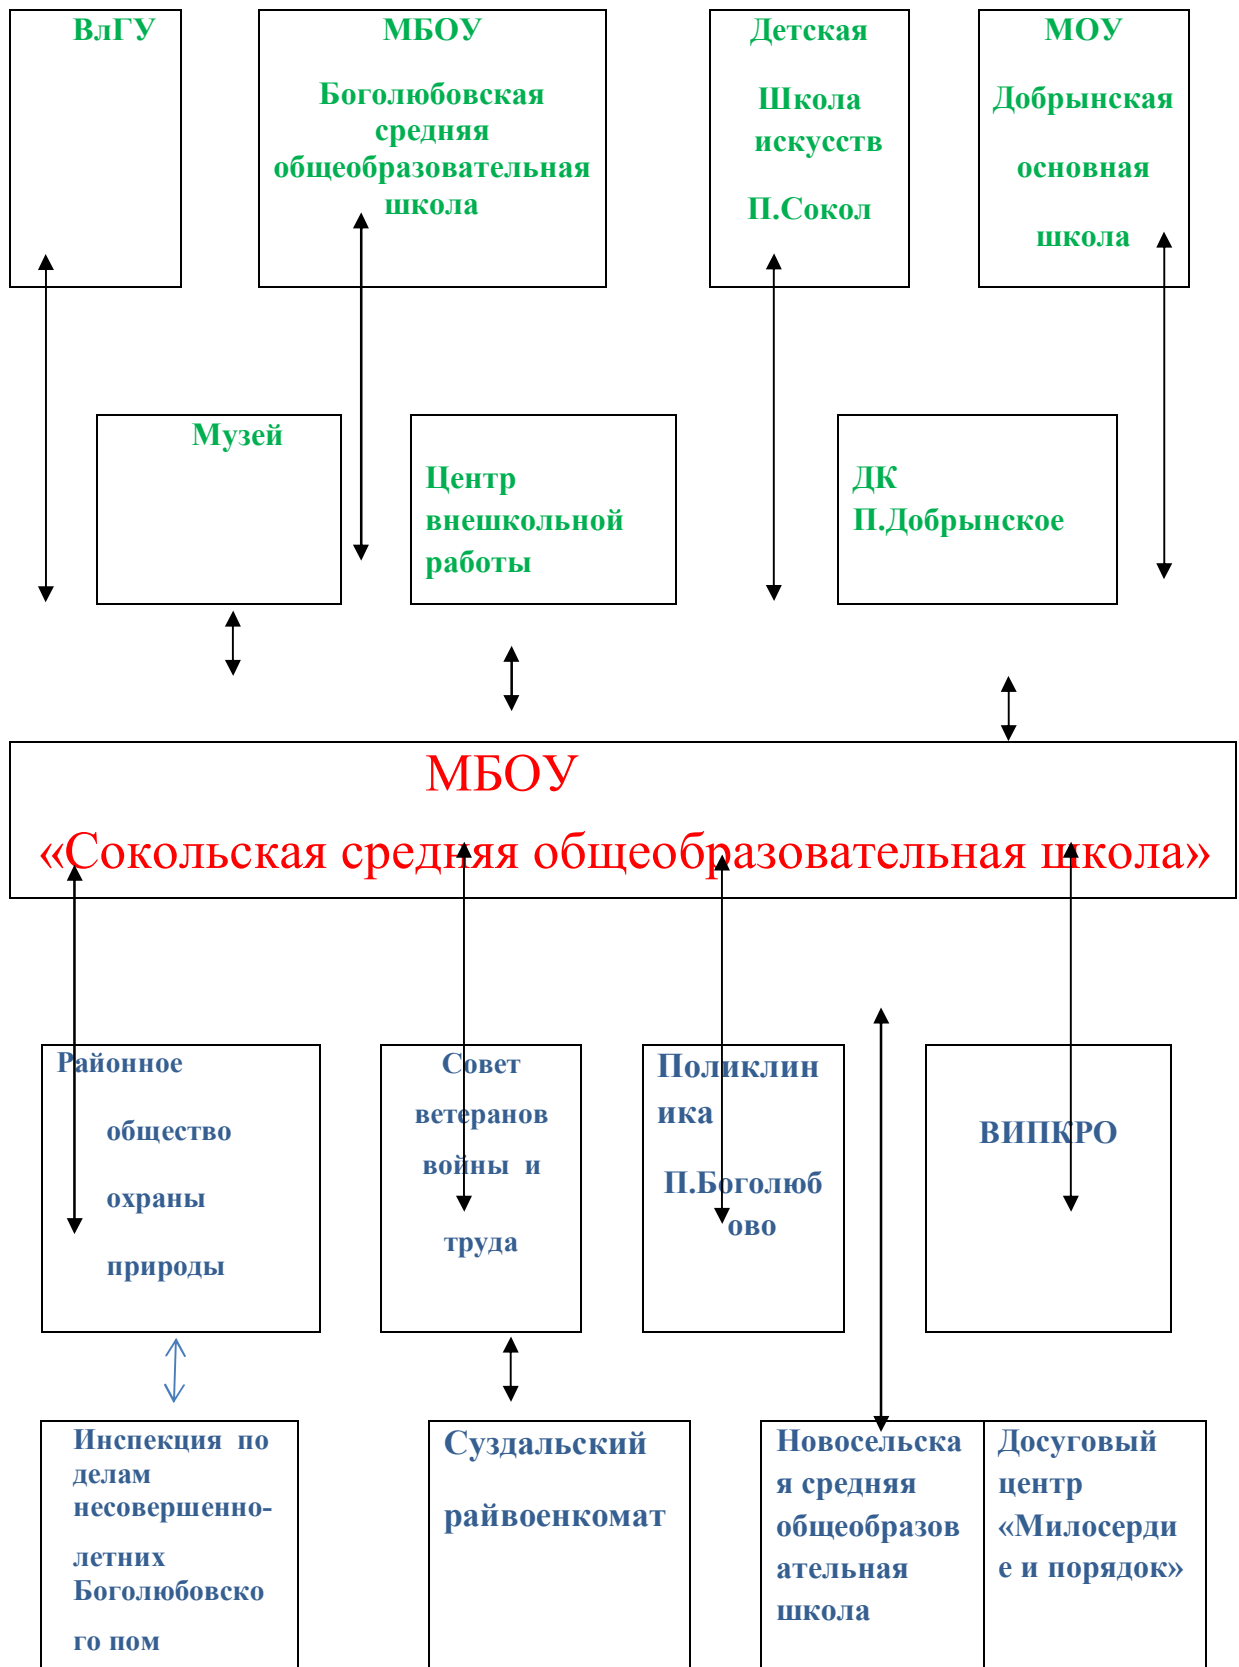 ВлГУ
МБОУ
Боголюбовская
средняя
общеобразовательная
школа
Детская
Школа
искусств
П.Сокол
МОУ
Добрынская
основная
школа
Музей
Центр
внешкольной
работы
ДК
П.Добрынское
МБОУ
«Сокольская средняя общеобразовательная школа»
Районное
общество
охраны
природы
Совет
ветеранов
войны и
труда
Поликлин
ика
П.Боголюб
ово
ВИПКРО
Инспекция по
делам
несовершенно-
летних
Боголюбовско
го пом
Суздальский
райвоенкомат
Новосельска
я средняя
общеобразов
ательная
школа
Досуговый
центр
«Милосерди
е и порядок»